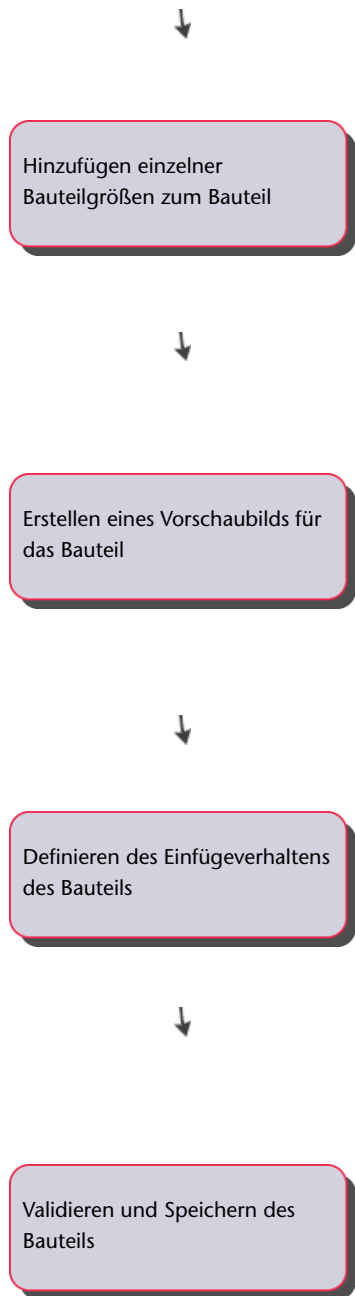 Hinzufügen einzelner
Bauteilgrößen zum Bauteil
Erstellen eines Vorschaubilds für
das Bauteil
Definieren des Einfügeverhaltens
des Bauteils
Validieren und Speichern des
Bauteils